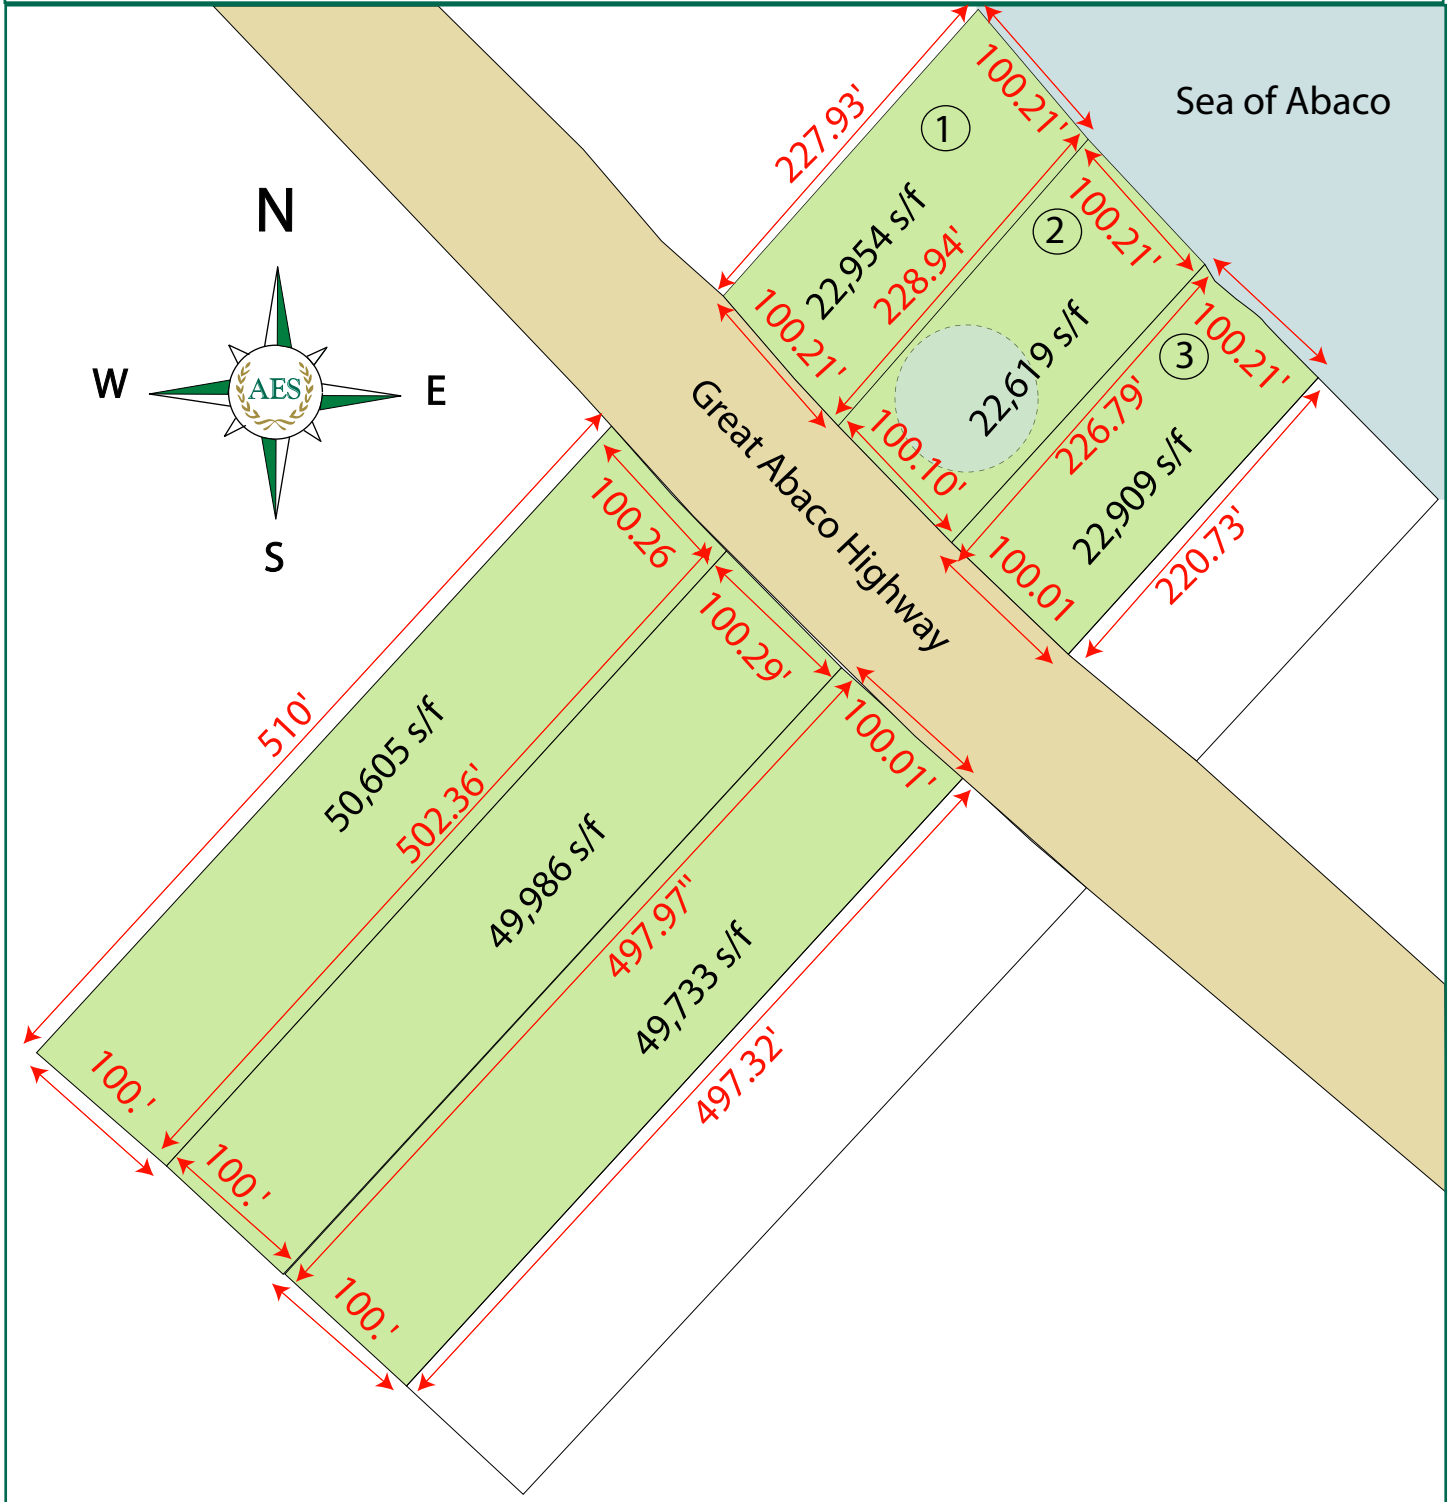 Sea of Abaco
N
W
E
S
AES
227.93'
100.21'
1
22,954 s/f
228.94'
100.21'
2
100.21'
22,619 s/f
100.10'
3
100.21'
226.79'
22,909 s/f
100.01
220.73'
Great Abaco Highway
100.26
510'
50,605 s/f
502.36'
100.'
100.29'
49,986 s/f
497.97"
100.'
100.01'
49,733 s/f
497.32'
100.'